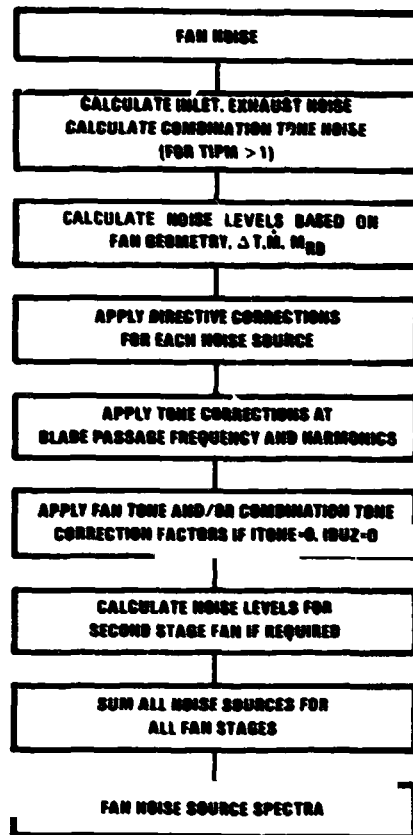 FAN NOISE
CALCULATE INLET, EXHAUST NOISE
CALCULATE COMBINATION TONE NOISE
(FOR TIPM > 1)
CALCULATE NOISE LEVELS BASED ON
FAN GEOMETRY, ΔT, Ṁ, M_RD
APPLY DIRECTIVE CORRECTIONS
FOR EACH NOISE SOURCE
APPLY TONE CORRECTIONS AT
BLADE PASSAGE FREQUENCY AND HARMONICS
APPLY FAN TONE AND/OR COMBINATION TONE
CORRECTION FACTORS IF ITONE=0, IBUZ=0
CALCULATE NOISE LEVELS FOR
SECOND STAGE FAN IF REQUIRED
SUM ALL NOISE SOURCES FOR
ALL FAN STAGES
FAN NOISE SOURCE SPECTRA